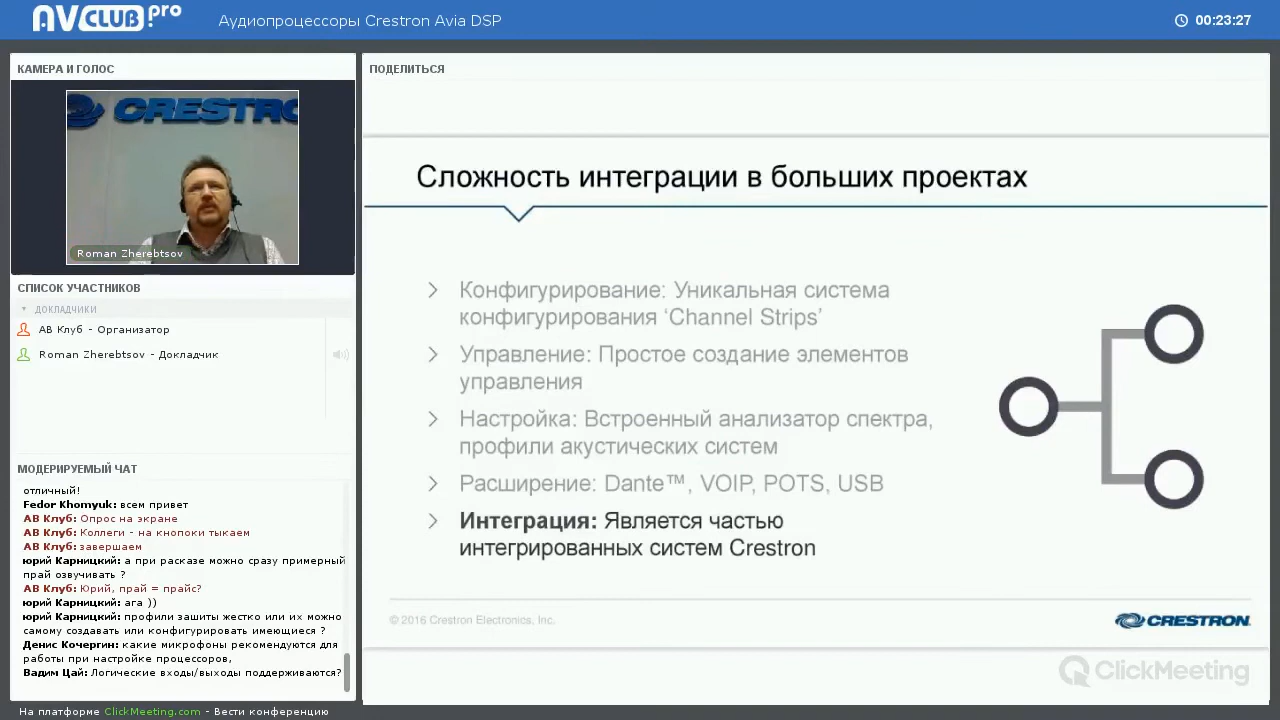 AVCLUB.pro
Аудиопроцессоры Crestron Avia DSP
00:23:27
КАМЕРА И ГОЛОС
CRESTRO
Roman Zherebtsov
СПИСОК УЧАСТНИКОВ
ДОКЛАДЧИКИ
АВ Клуб - Организатор
Roman Zherebtsov - Докладчик
МОДЕРИРУЕМЫЙ ЧАТ
отличный!
Fedor Khomyuk: всем привет
АВ Клуб: Опрос на экране
АВ Клуб: Коллеги - на кнопоки тыкаем
АВ Клуб: завершаем
юрий Карницкий: а при расказе можно сразу примерный
прай озвучивать ?
АВ Клуб: Юрий, прай = прайс?
юрий Карницкий: ага ))
юрий Карницкий: профили зашиты жестко или их можно
самому создавать или конфигурировать имеющиеся ?
Денис Кочергин: какие микрофоны рекомендуются для
работы при настройке процессоров,
Вадим Цай: Логические входы/выходы поддерживаются?
На платформе ClickMeeting.com - Вести конференцию
ПОДЕЛИТЬСЯ
Сложность интеграции в больших проектах
Конфигурирование: Уникальная система
конфигурирования ‘Channel Strips’
Управление: Простое создание элементов
управления
Настройка: Встроенный анализатор спектра,
профили акустических систем
Расширение: Dante™, VOIP, POTS, USB
Интеграция: Является частью
интегрированных систем Crestron
© 2016 Crestron Electronics, Inc.
CRESTRON
ClickMeeting